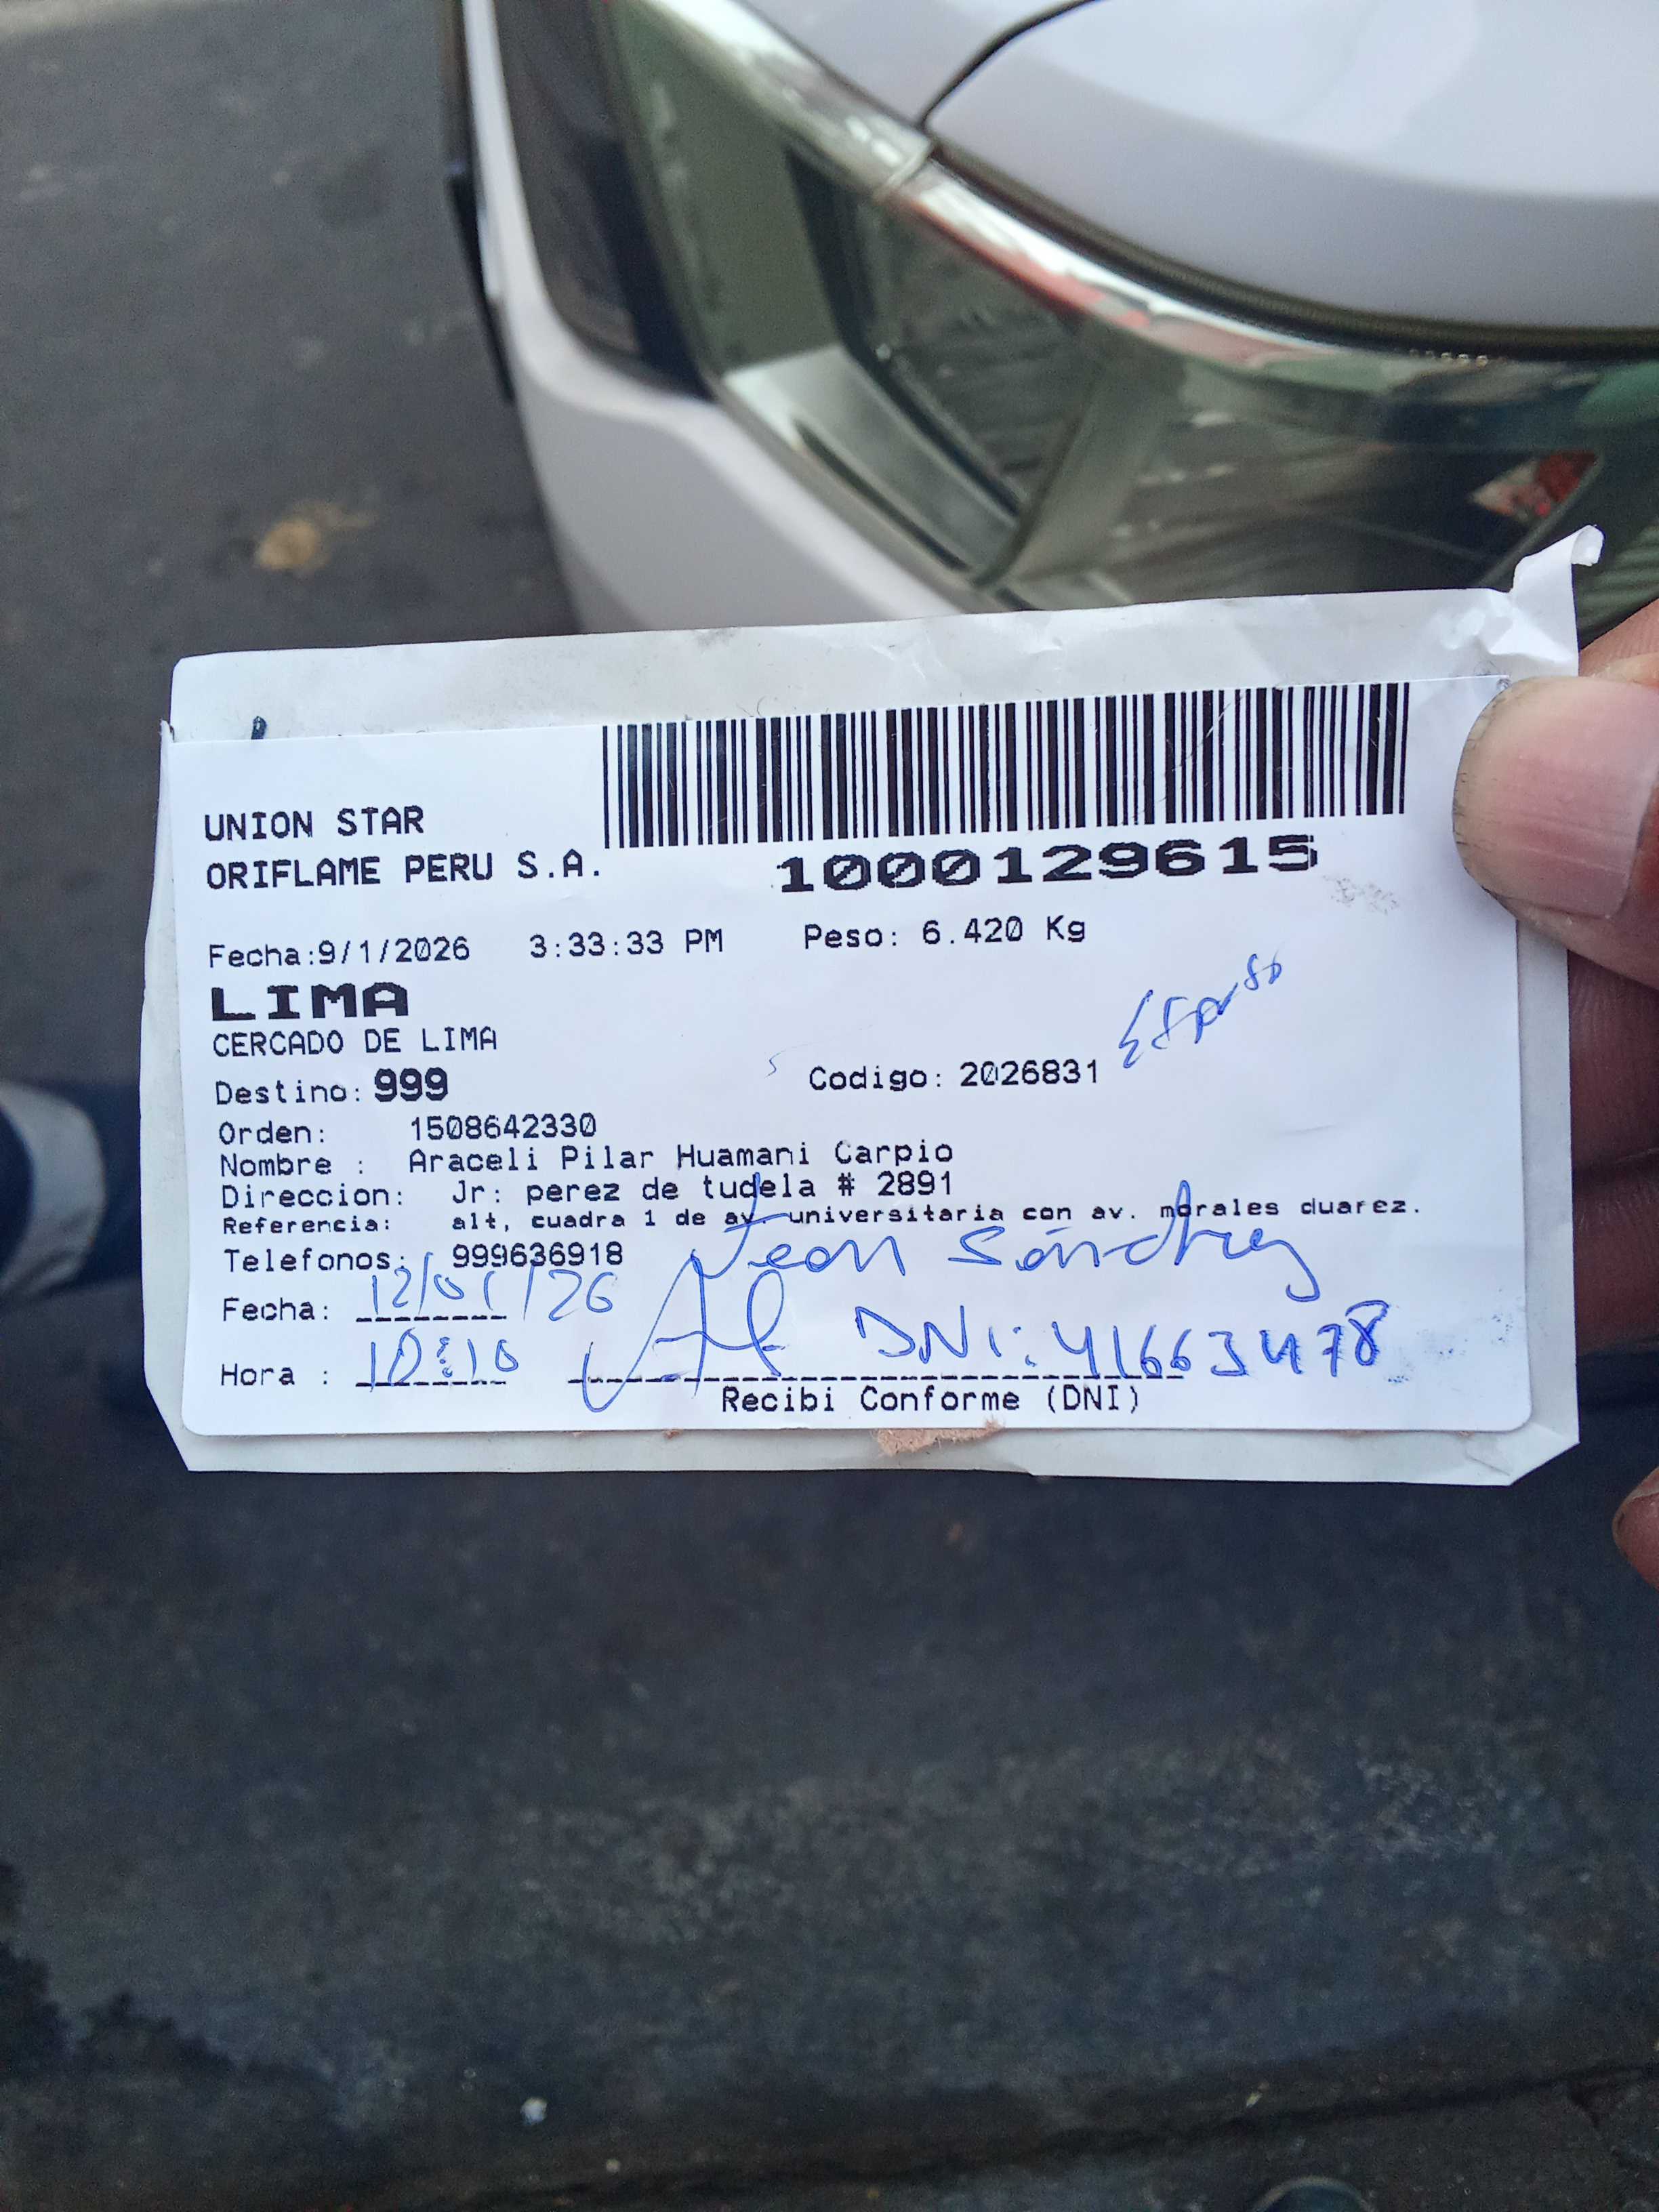 UNION STAR
ORIFLAME PERU S.A.
1000129615
Fecha:9/1/2026 3:33:33 PM Peso: 6.420 Kg
LIMA
CERCADO DE LIMA
Destino: 999 Codigo: 2026831
Esposo
Orden: 1508642330
Nombre : Araceli Pilar Huamani Carpio
Direccion: Jr: perez de tudela # 2891
Referencia: alt, cuadra 1 de av. universitaria con av. morales duarez.
Telefonos: 999636918 Jean Sánchez
Fecha: 12/01/26
DNI: 41663478
Hora : 10:10
Recibi Conforme (DNI)